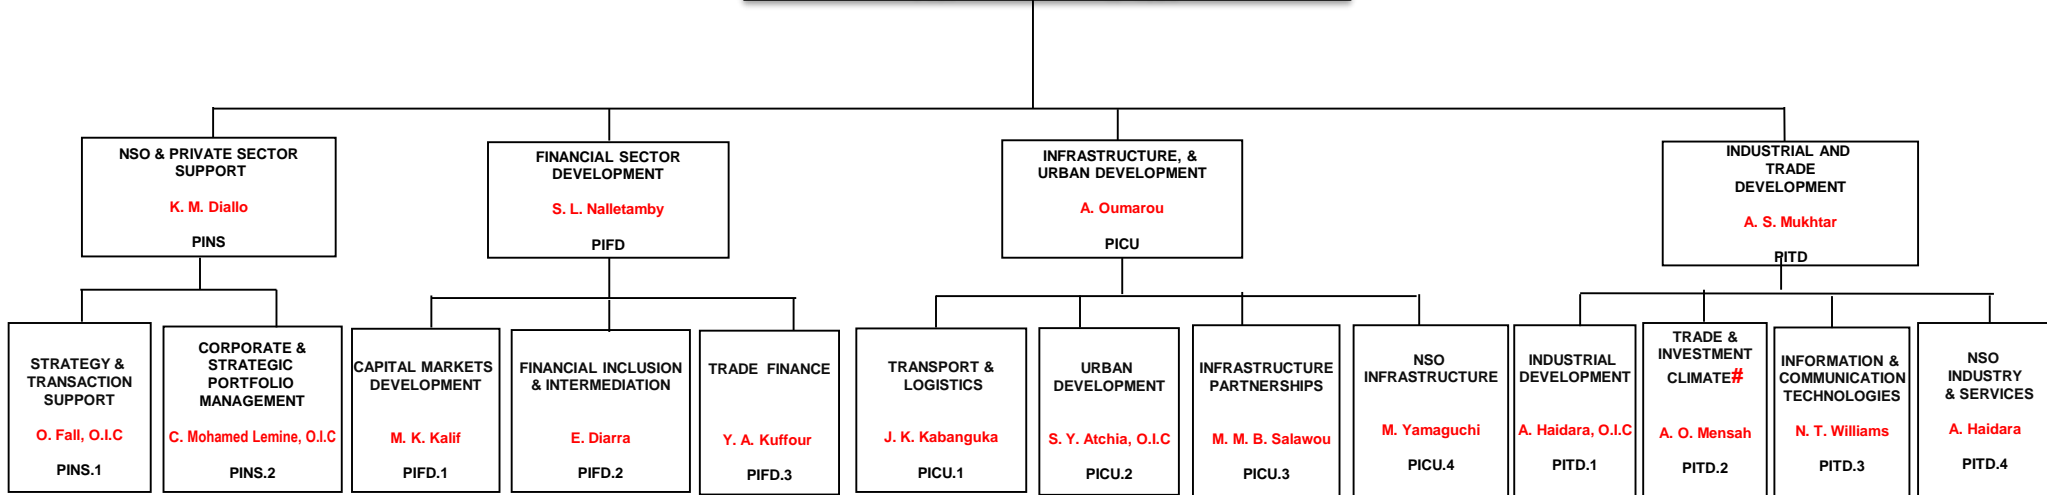 NSO & PRIVATE SECTOR
SUPPORT
K. M. Diallo
PINS
FINANCIAL SECTOR
DEVELOPMENT
S. L. Nalletamby
PIFD
INFRASTRUCTURE, &
URBAN DEVELOPMENT
A. Oumarou
PICU
INDUSTRIAL AND
TRADE
DEVELOPMENT
A. S. Mukhtar
PITD
STRATEGY &
TRANSACTION
SUPPORT
O. Fall, O.I.C
PINS.1
CORPORATE &
STRATEGIC
PORTFOLIO
MANAGEMENT
C. Mohamed Lemine, O.I.C
PINS.2
CAPITAL MARKETS
DEVELOPMENT
M. K. Kalif
PIFD.1
FINANCIAL INCLUSION
& INTERMEDIATION
E. Diarra
PIFD.2
TRADE FINANCE
Y. A. Kuffour
PIFD.3
TRANSPORT &
LOGISTICS
J. K. Kabanguka
PICU.1
URBAN
DEVELOPMENT
S. Y. Atchia, O.I.C
PICU.2
INFRASTRUCTURE
PARTNERSHIPS
M. M. B. Salawou
PICU.3
NSO
INFRASTRUCTURE
M. Yamaguchi
PICU.4
INDUSTRIAL
DEVELOPMENT
A. Haidara, O.I.C
PITD.1
TRADE &
INVESTMENT
CLIMATE#
A. O. Mensah
PITD.2
INFORMATION &
COMMUNICATION
TECHNOLOGIES
N. T. Williams
PITD.3
NSO
INDUSTRY
& SERVICES
A. Haidara
PITD.4